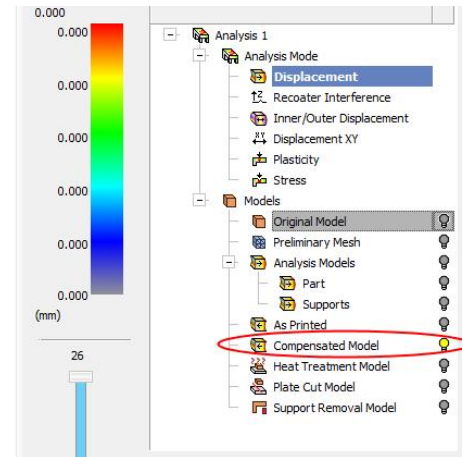 0.000
0.000
0.000
0.000
0.000
0.000
0.000
(mm)
26
Analysis 1
Analysis Mode
Displacement
Recoater Interference
Inner/Outer Displacement
Displacement XY
Plasticity
Stress
Models
Original Model
Preliminary Mesh
Analysis Models
Part
Supports
As Printed
Compensated Model
Heat Treatment Model
Plate Cut Model
Support Removal Model